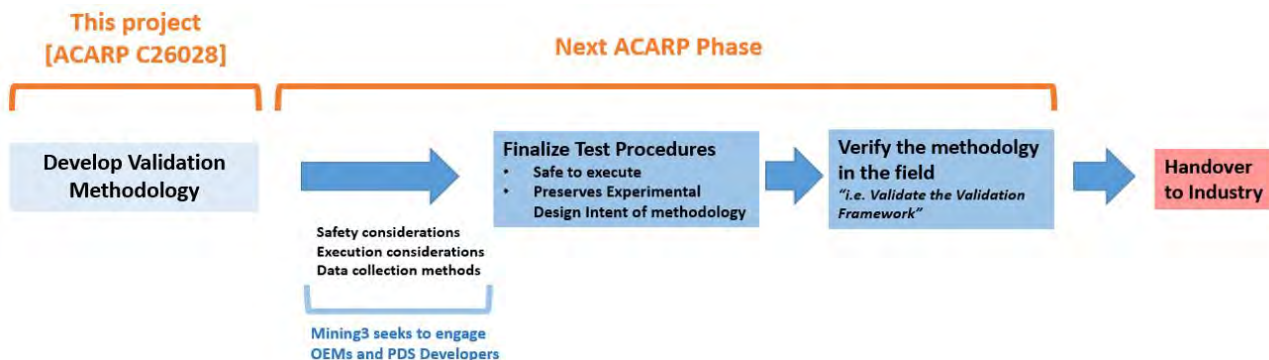 This project
[ACARP C26028]
Next ACARP Phase
Develop Validation
Methodology
Safety considerations
Execution considerations
Data collection methods
Mining3 seeks to engage
OEMs and PDS Developers
Finalize Test Procedures
• Safe to execute
• Preserves Experimental
Design Intent of methodology
Verify the methodolgy
in the field
"i.e. Validate the Validation
Framework"
Handover
to Industry